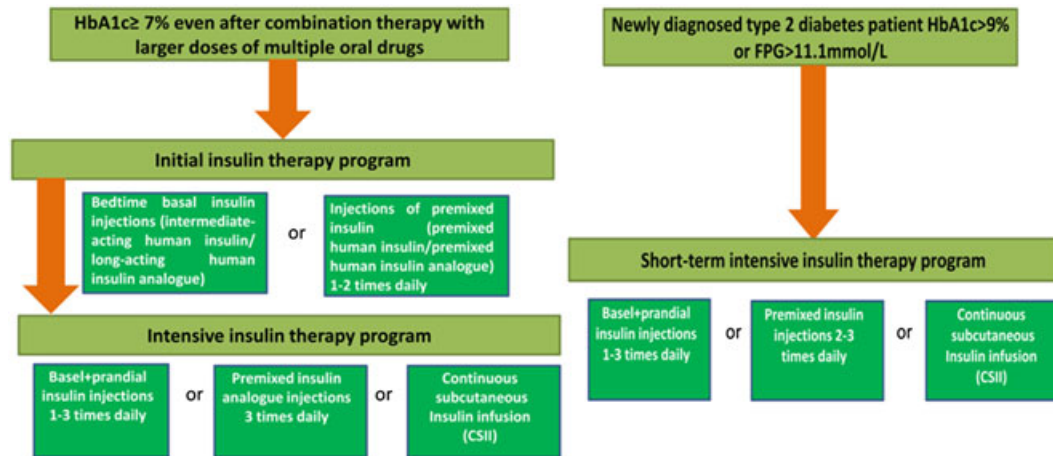 HbA1c≥ 7% even after combination therapy with
larger doses of multiple oral drugs
Initial insulin therapy program
Bedtime basal insulin
injections (intermediate-
acting human insulin/
long-acting human
insulin analogue)
or
Injections of premixed
insulin (premixed
human insulin/premixed
human insulin analogue)
1-2 times daily
Intensive insulin therapy program
Basel+prandial
insulin injections
1-3 times daily
or
Premixed insulin
analogue injections
3 times daily
or
Continuous
subcutaneous
Insulin infusion
(CSII)
Newly diagnosed type 2 diabetes patient HbA1c>9%
or FPG>11.1mmol/L
Short-term intensive insulin therapy program
Basel+prandial
insulin injections
1-3 times daily
or
Premixed insulin
injections 2-3
times daily
or
Continuous
subcutaneous
Insulin infusion
(CSII)